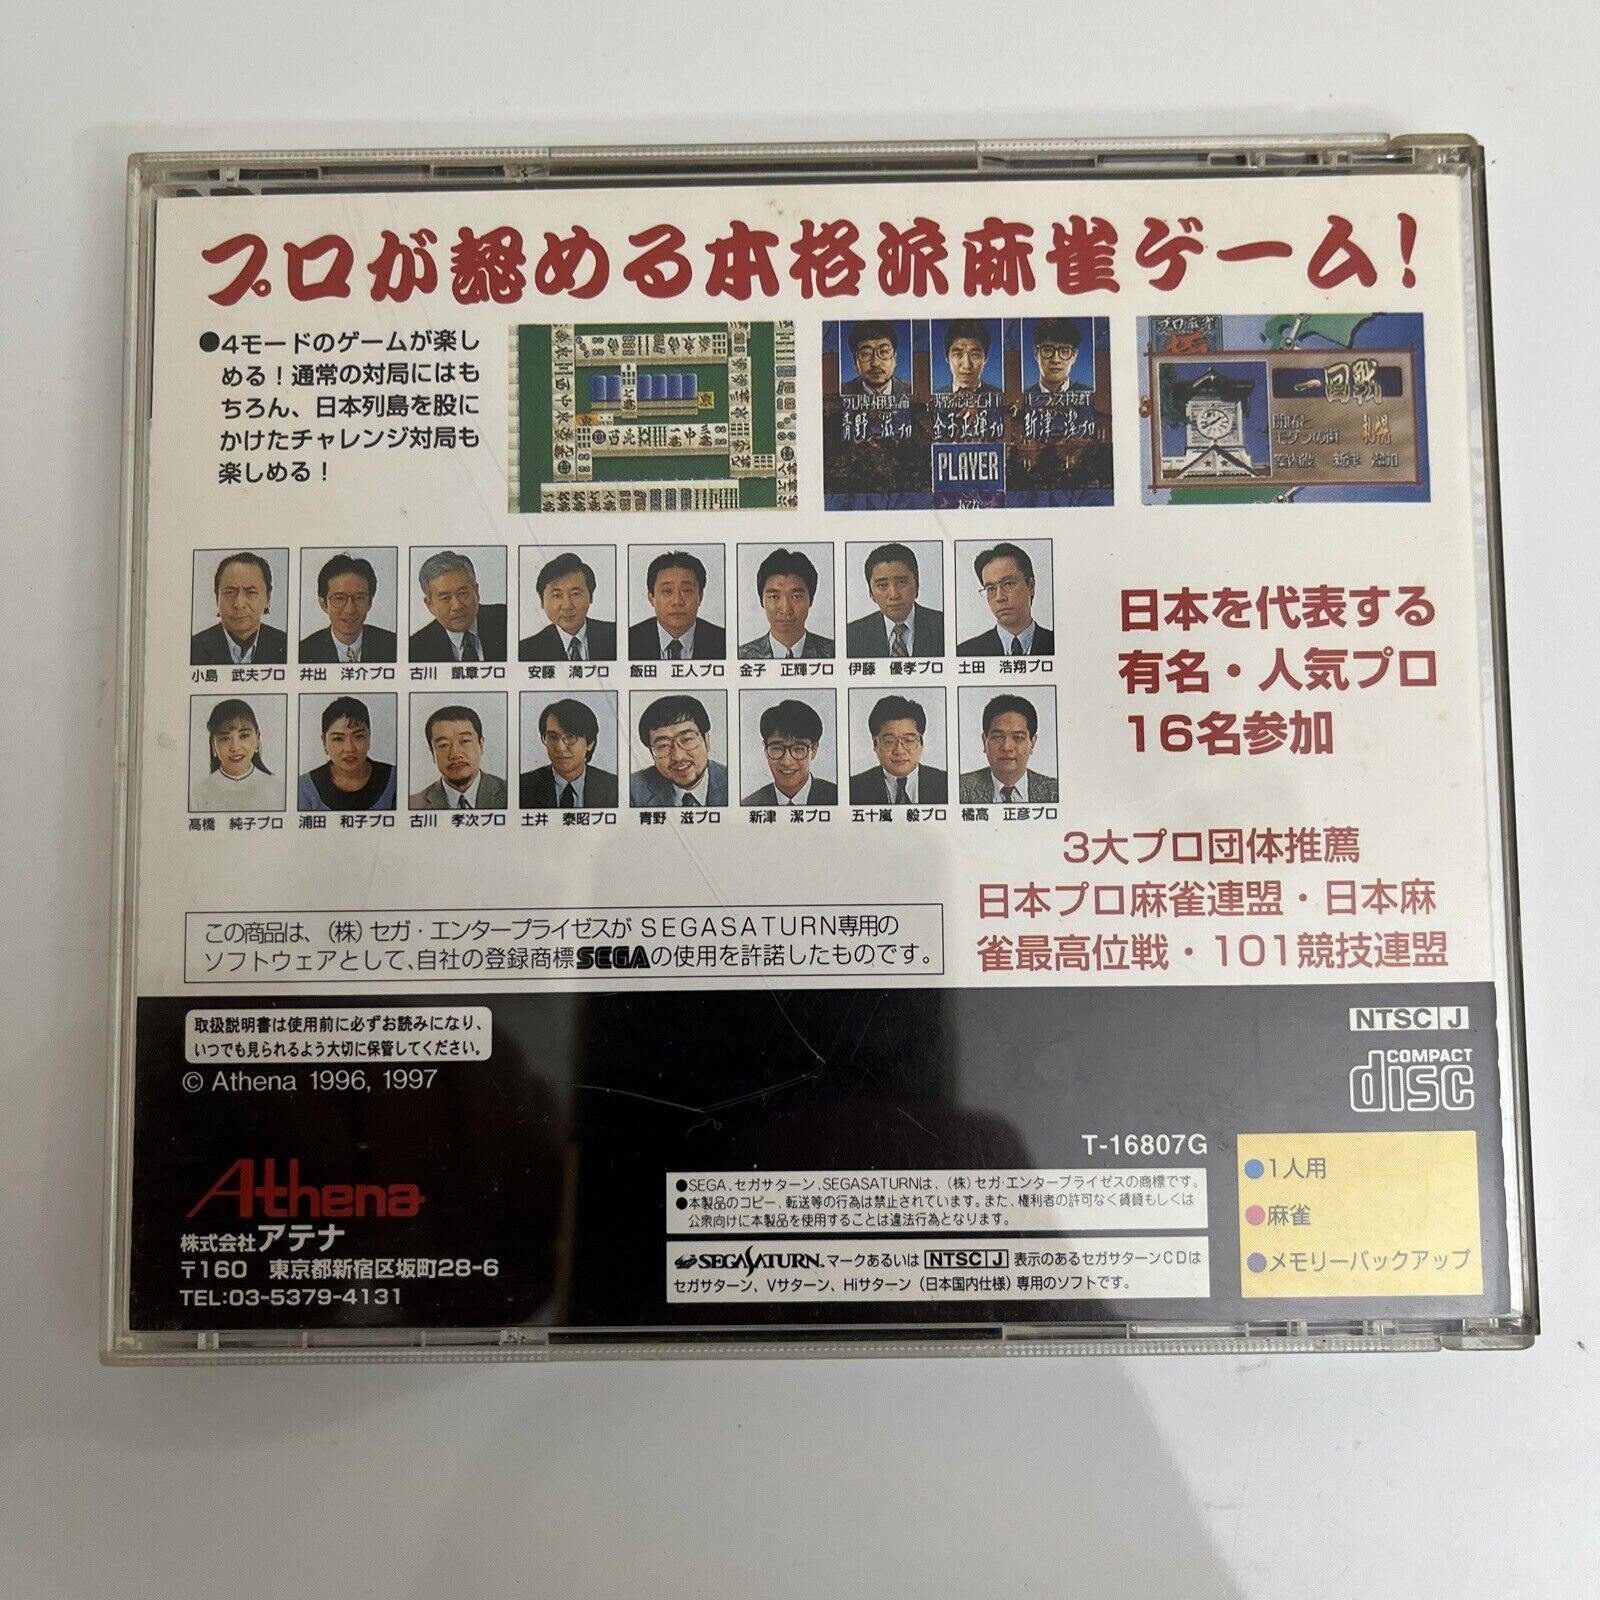 プロが認める本格派麻雀ゲーム!
●4モードのゲームが楽し
める!通常の対局にはも
ちろん、日本列島を股に
かけたチャレンジ対局も
楽しめる!
青野 滋プロ
金子正輝プロ
新津 潔プロ
PLAYER
プロ麻雀
極
一回戦
札幌
小島 武夫プロ
井出 洋介プロ
古川 凱章プロ
安藤 満プロ
飯田 正人プロ
金子 正輝プロ
伊藤 優孝プロ
土田 浩翔プロ
高橋 純子プロ
浦田 和子プロ
古川 孝次プロ
土井 泰昭プロ
青野 滋プロ
新津 潔プロ
五十嵐 毅プロ
橘高 正彦プロ
日本を代表する
有名・人気プロ
16名参加
3大プロ団体推薦
日本プロ麻雀連盟・日本麻
雀最高位戦・101競技連盟
この商品は、(株)セガ・エンタープライゼスがSEGASATURN専用の
ソフトウェアとして、自社の登録商標SEGAの使用を許諾したものです。
取扱説明書は使用前に必ずお読みになり、
いつでも見られるよう大切に保管してください。
© Athena 1996, 1997
NTSC J
COMPACT
disc
Athena
株式会社アテナ
〒160 東京都新宿区坂町28-6
TEL:03-5379-4131
T-16807G
●SEGA、セガサターン、SEGASATURNは、(株)セガ・エンタープライゼスの商標です。
●本製品のコピー、転送等の行為は禁止されています。また、権利者の許可なく賃貸もしくは
公衆向けに本製品を使用することは違法行為となります。
SEGASATURN.マークあるいは NTSC J 表示のあるセガサターンCDは
セガサターン、Vサターン、Hiサターン(日本国内仕様)専用のソフトです。
●1人用
●麻雀
●メモリーバックアップ